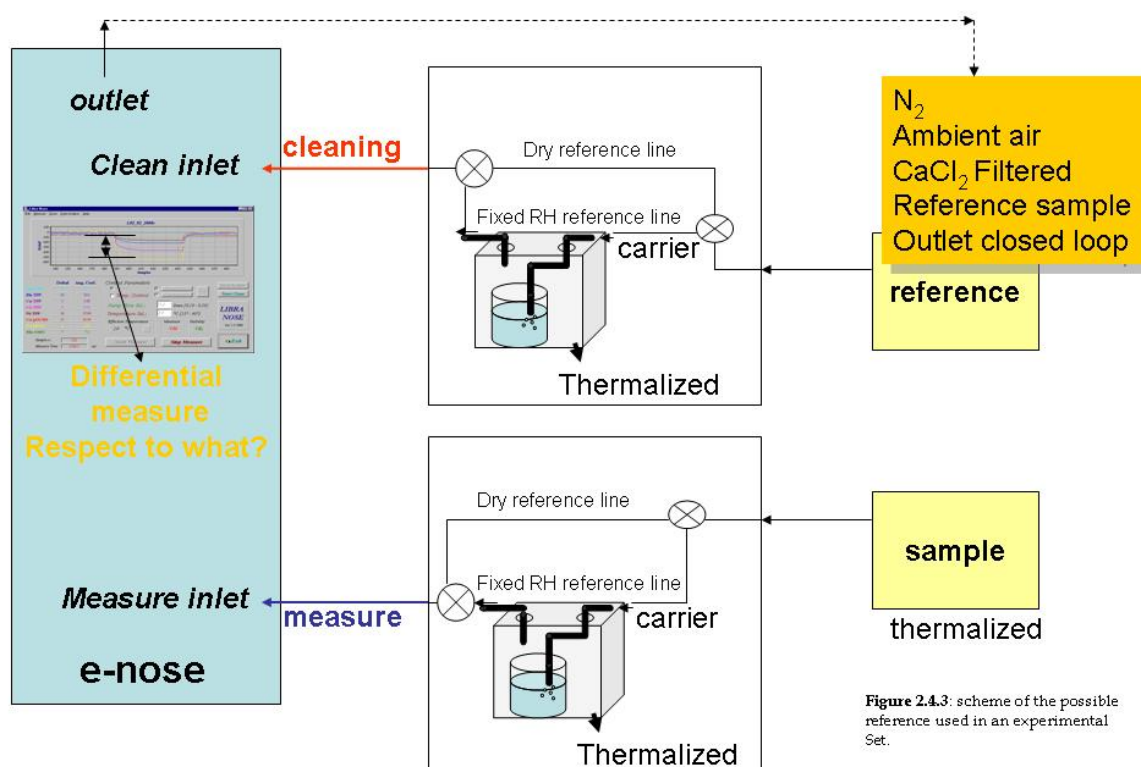 outlet
Clean inlet
cleaning
Dry reference line
Fixed RH reference line
carrier
Thermalized
N₂
Ambient air
CaCl₂ Filtered
Reference sample
Outlet closed loop
reference
LIBRA
NOSE
Differential
measure
Respect to what?
Dry reference line
Fixed RH reference line
carrier
Thermalized
sample
thermalized
Measure inlet
measure
e-nose
Figure 2.4.3: scheme of the possible
reference used in an experimental
Set.